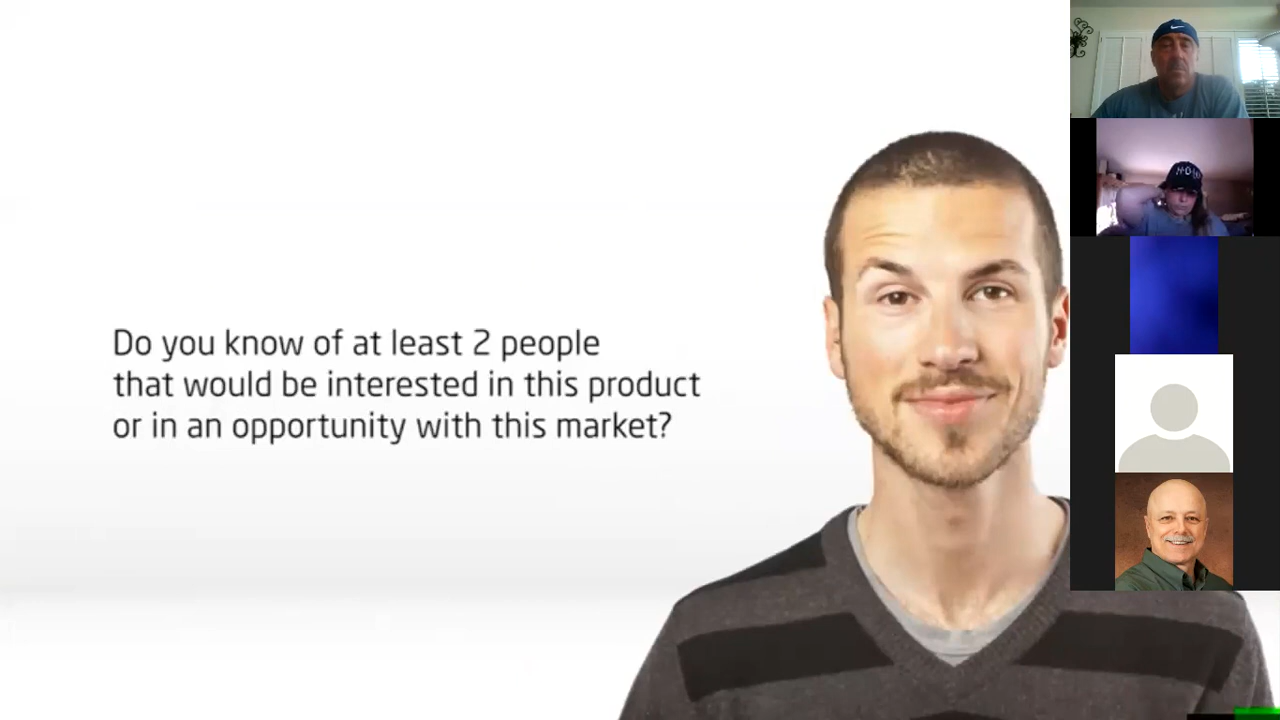 Do you know of at least 2 people
that would be interested in this product
or in an opportunity with this market?